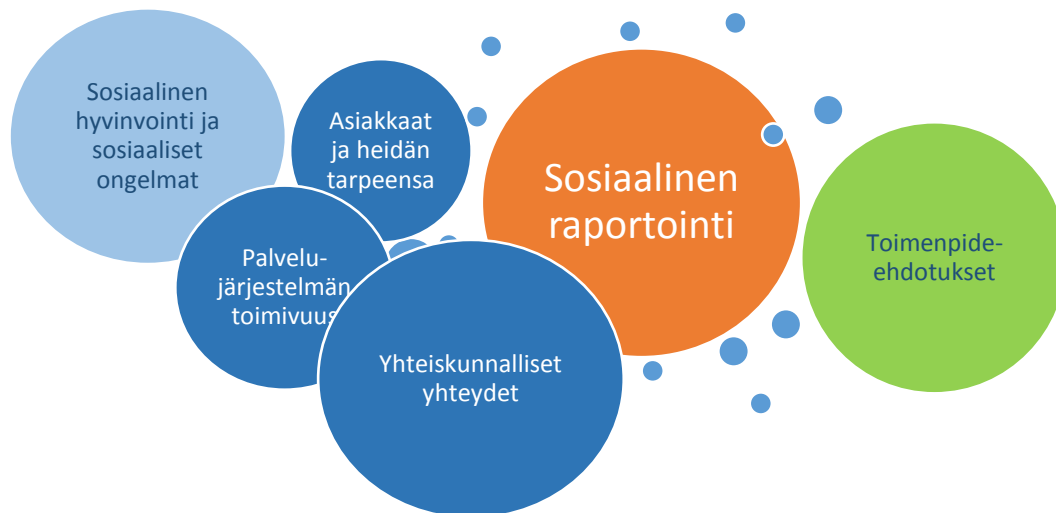 Sosiaalinen
hyvinvointi ja
sosiaaliset
ongelmat
Asiakkaat
ja heidän
tarpeensa
Palvelu-
järjestelmän
toimivuus
Yhteiskunnalliset
yhteydet
Sosiaalinen
raportointi
Toimenpide-
ehdotukset